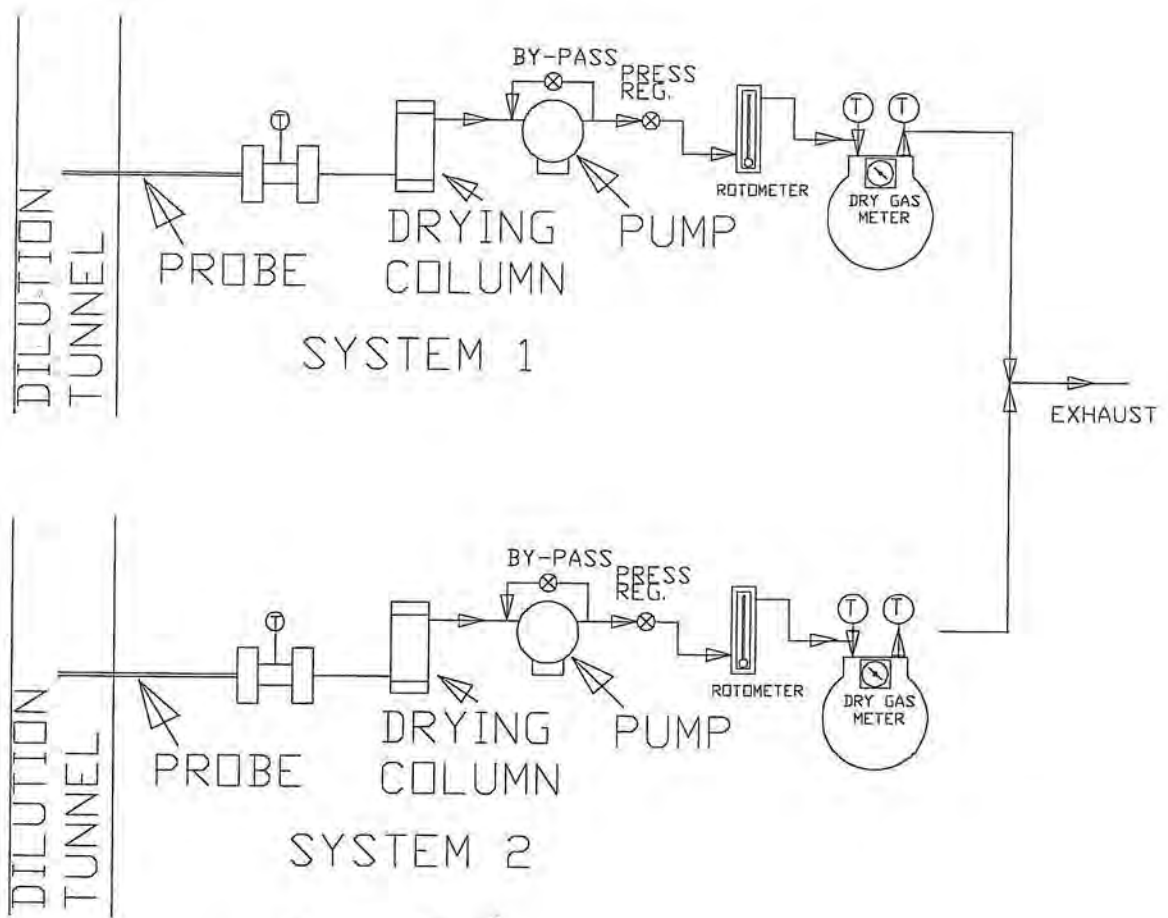 BY-PASS
PRESS
REG.
T
T
T
ROTOMETER
DRY GAS
METER
DILUTION
TUNNEL
PROBE
DRYING
COLUMN
PUMP
SYSTEM 1
EXHAUST
BY-PASS
PRESS
REG.
T
T
T
ROTOMETER
DRY GAS
METER
DILUTION
TUNNEL
PROBE
DRYING
COLUMN
PUMP
SYSTEM 2